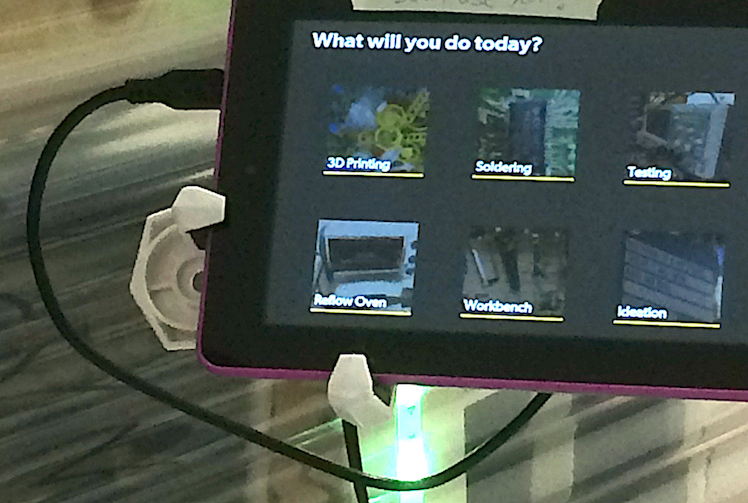 What will you do today?
3D Printing
Soldering
Testing
Reflow Oven
Workbench
Ideation